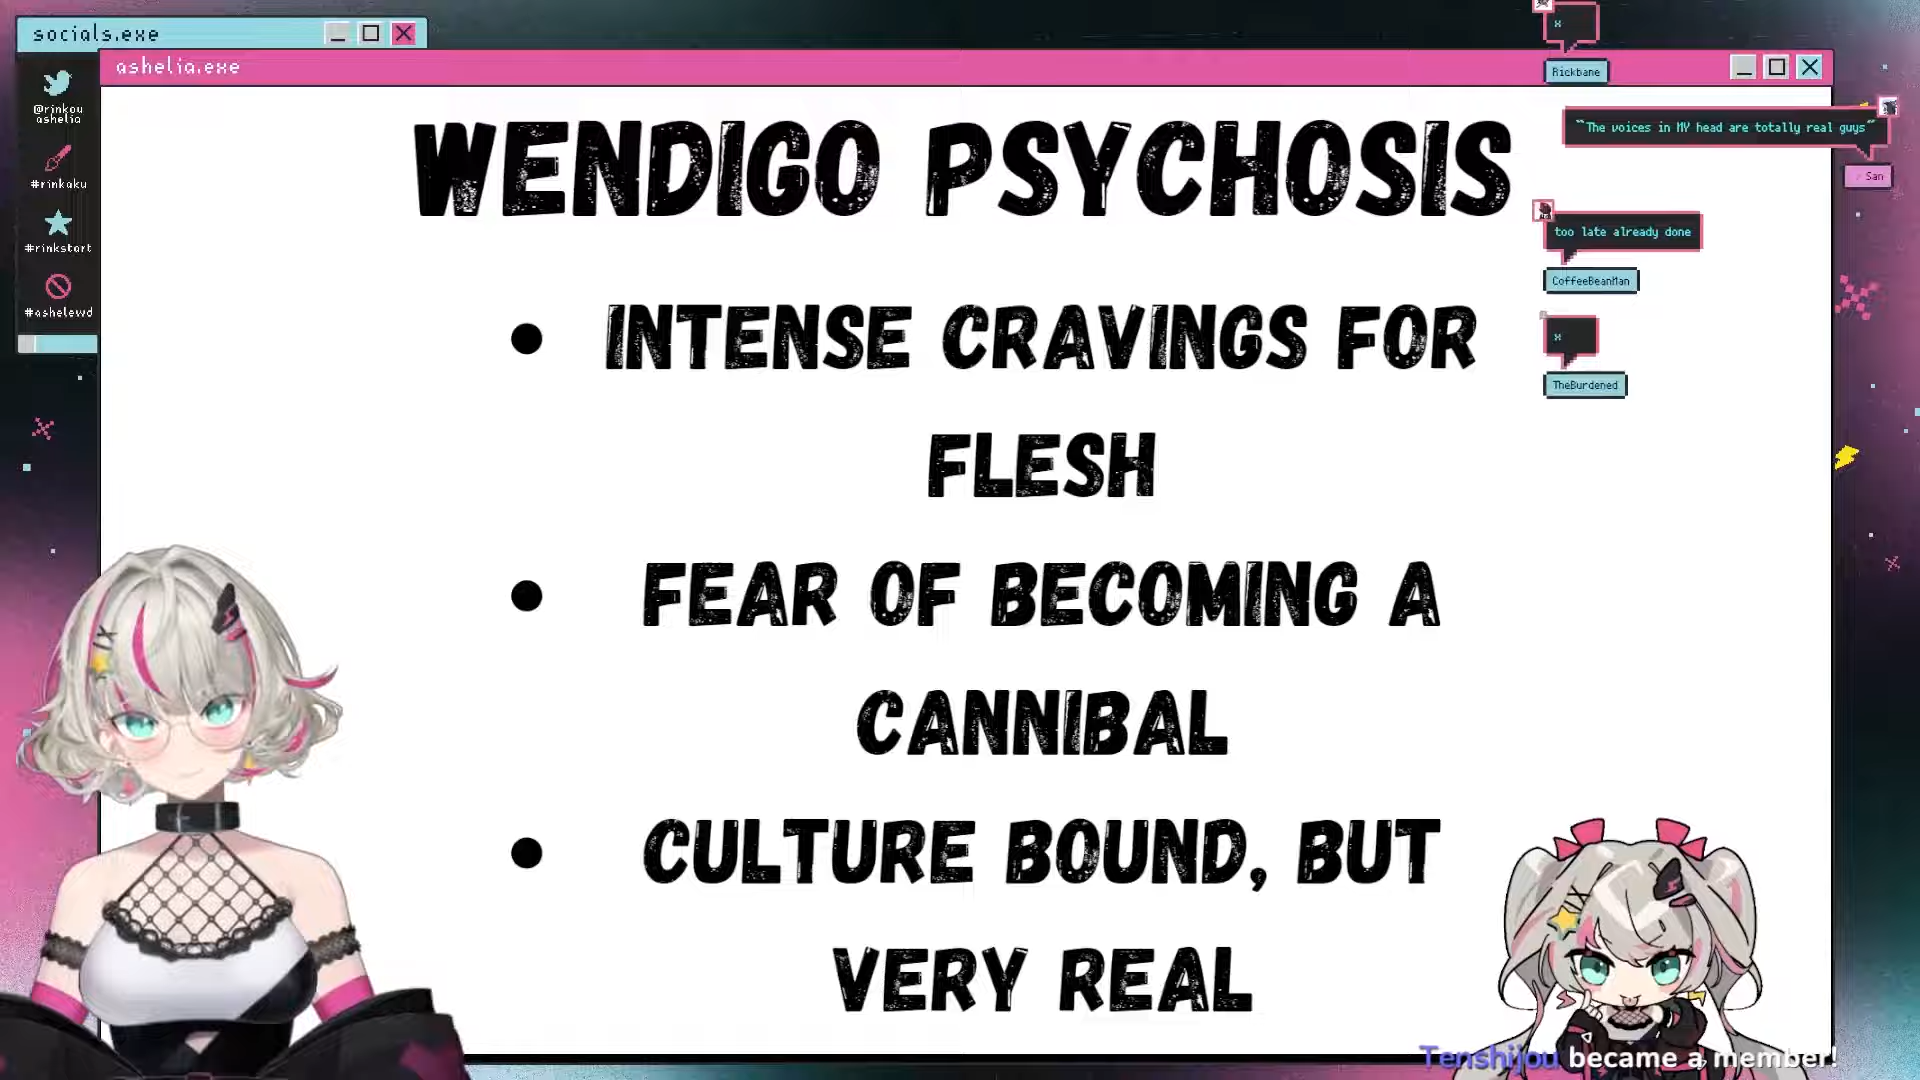 socials.exe
ashelia.exe
@rinkou
ashelia
#rinkaku
#rinkstart
#ashelewd
WENDIGO PSYCHOSIS
• INTENSE CRAVINGS FOR
FLESH
• FEAR OF BECOMING A
CANNIBAL
• CULTURE BOUND, BUT
VERY REAL
x
Rickbane
"The voices in MY head are totally real guys"
San
too late already done
CoffeeBeanMan
x
TheBurdened
Tenshijou became a member!